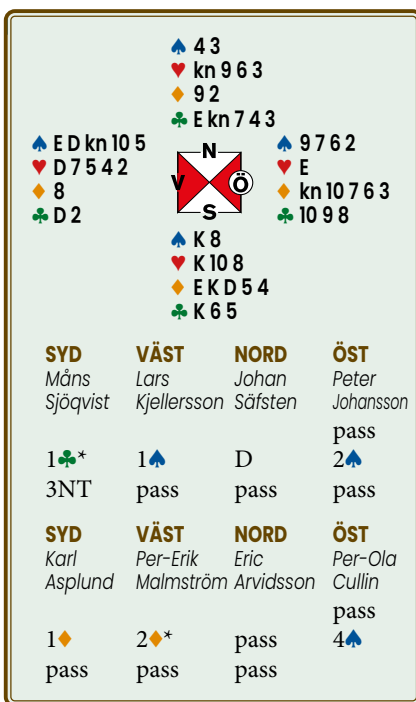 ♠ 4 3
♥ kn 9 6 3
♦ 9 2
♣ E kn 7 4 3
♠ E D kn 10 5
♥ D 7 5 4 2
♦ 8
♣ D 2
N
V Ö
S
♠ 9 7 6 2
♥ E
♦ kn 10 7 6 3
♣ 10 9 8
♠ K 8
♥ K 10 8
♦ E K D 5 4
♣ K 6 5
SYD VÄST NORD ÖST
Måns Lars Johan Peter
Sjöqvist Kjellersson Säfsten Johansson
pass
1♣* 1♠ D 2♠
3NT pass pass pass
SYD VÄST NORD ÖST
Karl Per-Erik Eric Per-Ola
Asplund Malmström Arvidsson Cullin
pass
1♦ 2♦* pass 4♠
pass pass pass